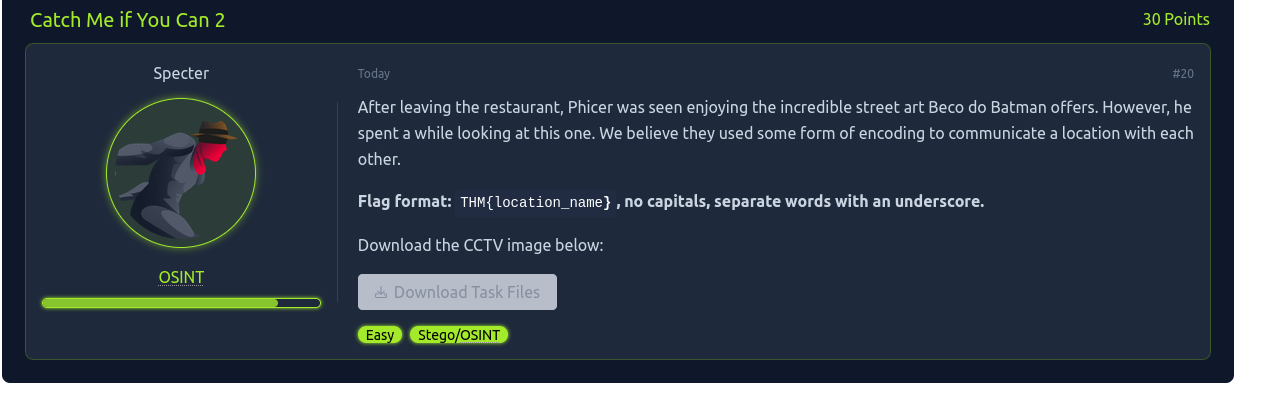 Catch Me if You Can 2
30 Points
Specter
Today
#20
After leaving the restaurant, Phicer was seen enjoying the incredible street art Beco do Batman offers. However, he
spent a while looking at this one. We believe they used some form of encoding to communicate a location with each
other.
Flag format: THM{location_name} , no capitals, separate words with an underscore.
Download the CCTV image below:
Download Task Files
OSINT
Easy
Stego/OSINT